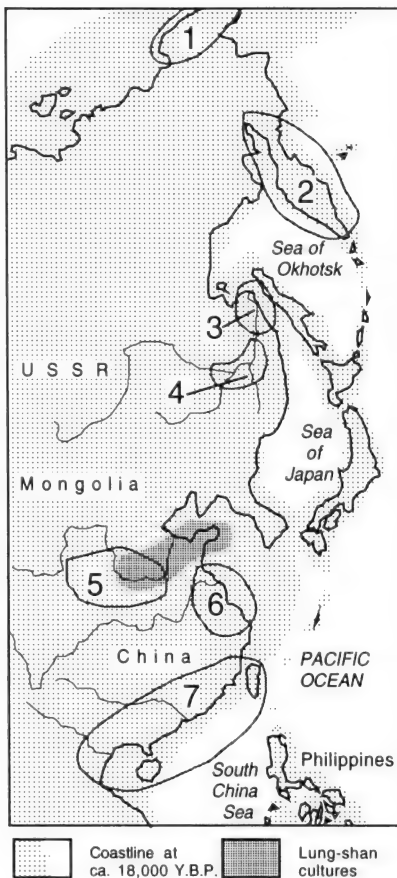 1
2
Sea of
Okhotsk
3
USSR
4
Sea
of
Japan
Mongolia
5
6
China
PACIFIC
OCEAN
7
Philippines
South
China
Sea
Coastline at
ca. 18,000 Y.B.P.
Lung-shan
cultures